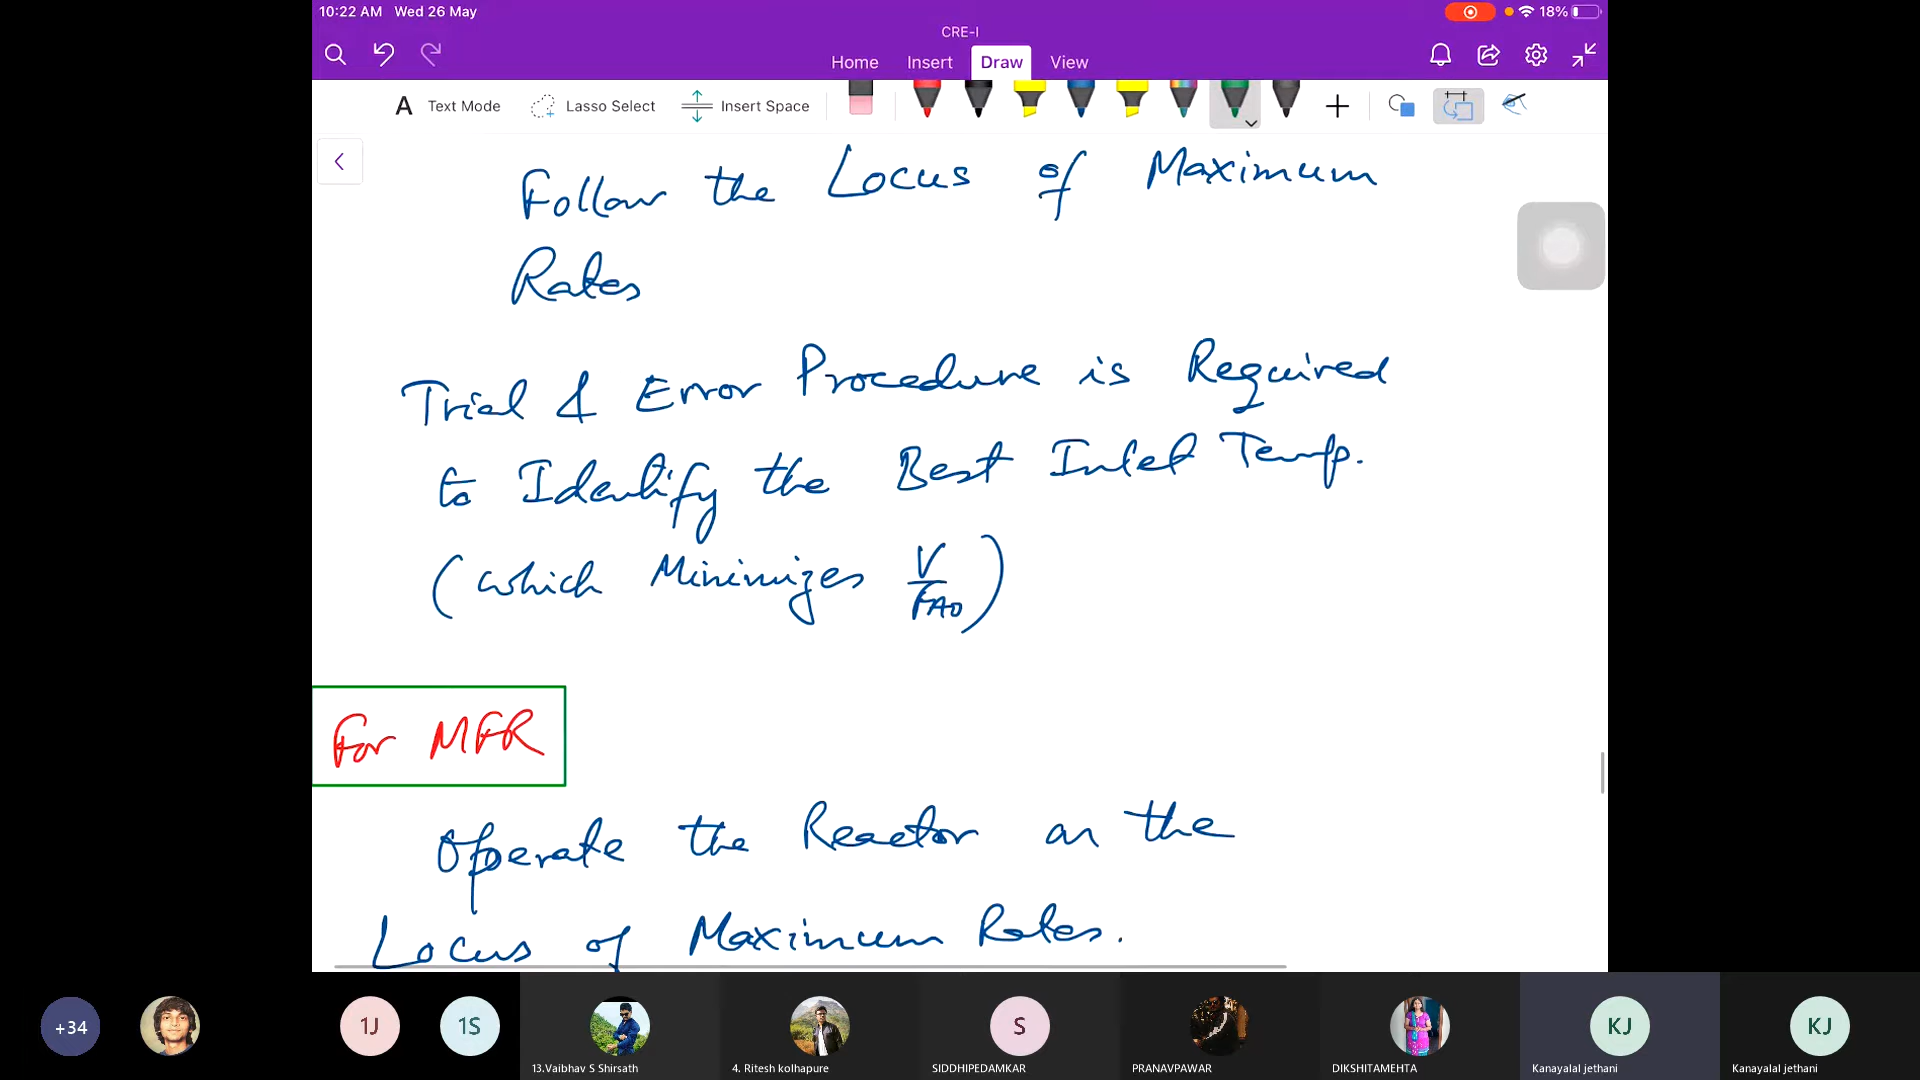 10:22 AM Wed 26 May
18%
CRE-I
Home Insert Draw View
A Text Mode Lasso Select Insert Space
Follow the Locus of Maximum
Rates
Trial & Error Procedure is Required
to Identify the Best Inlet Temp.
(which Minimizes V/FA0)
For MFR
Operate the Reactor on the
Locus of Maximum Rates.
+34
1J
1S
S
KJ
KJ
13.Vaibhav S Shirsath
4. Ritesh kolhapure
SIDDHIPEDAMKAR
PRANAVPAWAR
DIKSHITAMEHTA
Kanayalal jethani
Kanayalal jethani